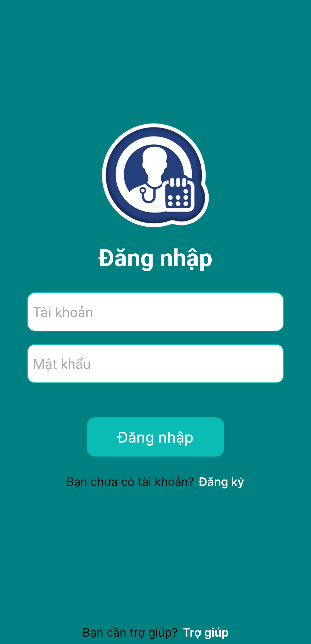 Đăng nhập
Tài khoản
Mật khẩu
Đăng nhập
Bạn chưa có tài khoản? Đăng ký
Bạn cần trợ giúp? Trợ giúp